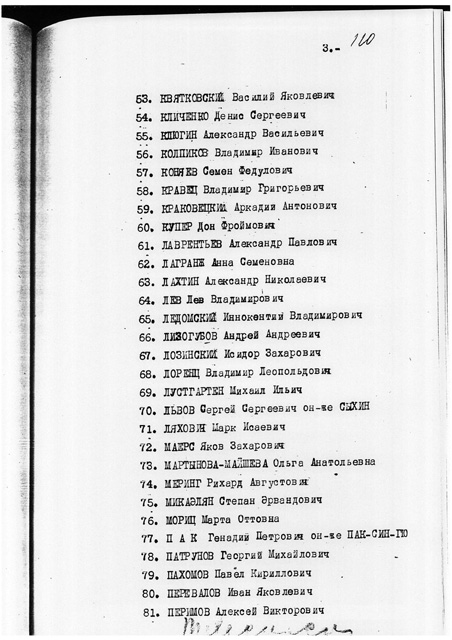 3.- 110
53. КВЯТКОВСКИЙ Василий Яковлевич
54. КЛИЧЕНКО Денис Сергеевич
55. КЛЮГИН Александр Васильевич
56. КОЛПИКОВ Владимир Иванович
57. КОНЯЕВ Семен Федулович
58. КРАВЕЦ Владимир Григорьевич
59. КРАКОВЕЦКИЙ Аркадий Антонович
60. КУПЕР Дон Фроймович
61. ЛАВРЕНТЬЕВ Александр Павлович
62. ЛАГРАНЖ Анна Семеновна
63. ЛАХТИН Александр Николаевич
64. ЛЕВ Лев Владимирович
65. ЛЕДОМСКИЙ Иннокентий Владимирович
66. ЛИЗОГУБОВ Андрей Андреевич
67. ЛОЗИНСКИЙ Исидор Захарович
68. ЛОРЕНЦ Владимир Леопольдович
69. ЛУСТГАРТЕН Михаил Ильич
70. ЛЬВОВ Сергей Сергеевич он-же СЫХИН
71. ЛЯХОВИЧ Марк Исаевич
72. МАЕРС Яков Захарович
73. МАРТЫНОВА-МАЙШЕВА Ольга Анатольевна
74. МЕРИНГ Рихард Августович
75. МИКАЭЛЯН Степан Эрвандович
76. МОРИЦ Марта Оттовна
77. П А К Генадий Петрович он-же ПАК-СИН-ГЮ
78. ПАТРУНОВ Георгий Михайлович
79. ПАХОМОВ Павел Кириллович
80. ПЕРЕВАЛОВ Иван Яковлевич
81. ПЕРИМОВ Алексей Викторович